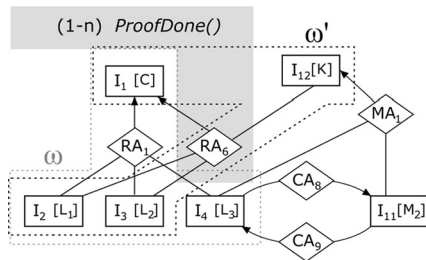 (1-n) ProofDone()
ω'
I₁ [C]
I₁₂[K]
MA₁
RA₁
RA₆
ω
CA₈
I₂ [L₁]
I₃ [L₂]
I₄ [L₃]
I₁₁[M₂]
CA₉